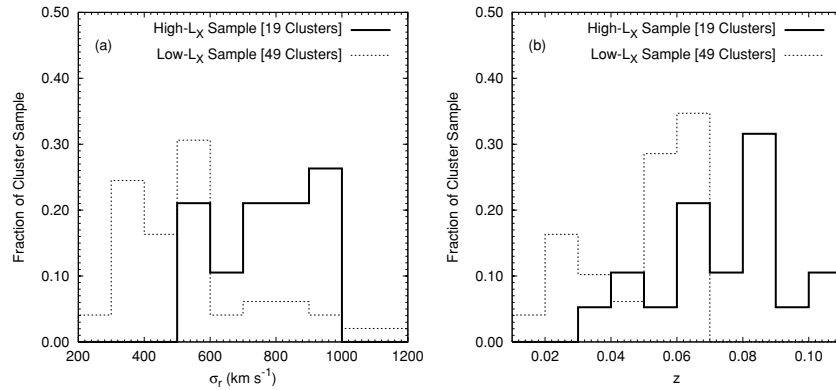 (a)
High-L_X Sample [19 Clusters]
Low-L_X Sample [49 Clusters]
Fraction of Cluster Sample
0.50
0.40
0.30
0.20
0.10
0.00
200 400 600 800 1000 1200
σ_r (km s⁻¹)
(b)
High-L_X Sample [19 Clusters]
Low-L_X Sample [49 Clusters]
Fraction of Cluster Sample
0.50
0.40
0.30
0.20
0.10
0.00
0.02 0.04 0.06 0.08 0.10
z